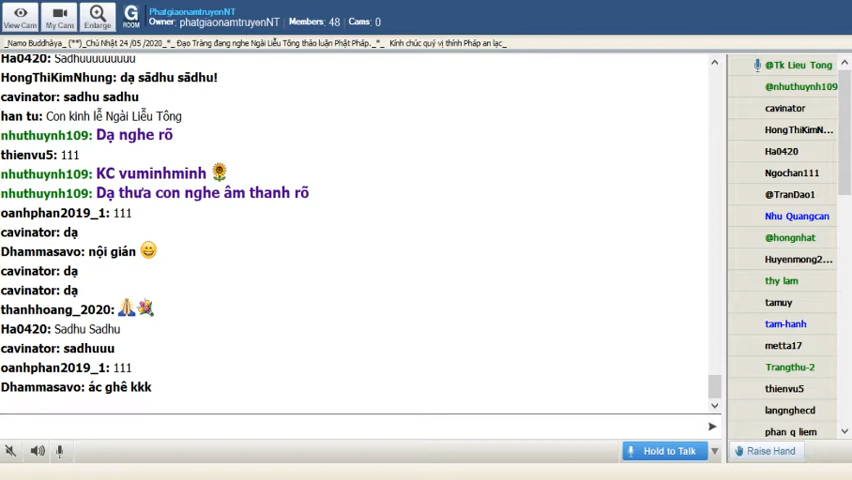 View Cam
My Cam
Enlarge
G
ROOM
PhatgiaonamtruyenNT
Owner: phatgiaonamtruyenNT Members: 48 Cams: 0
_Namo Buddhàya_ (**)_Chủ Nhật 24 /05 /2020_*_ Đạo Tràng đang nghe Ngài Liễu Tông thảo luận Phật Pháp._*_ Kính chúc quý vị thính Pháp an lạc_
Ha0420: Sadhuuuuuuuuu
HongThiKimNhung: dạ sādhu sādhu!
cavinator: sadhu sadhu
han tu: Con kính lễ Ngài Liễu Tông
nhuthuynh109: Dạ nghe rõ
thienvu5: 111
nhuthuynh109: KC vuminhminh
nhuthuynh109: Dạ thưa con nghe âm thanh rõ
oanhphan2019_1: 111
cavinator: dạ
Dhammasavo: nội gián
cavinator: dạ
cavinator: dạ
thanhhoang_2020:
Ha0420: Sadhu Sadhu
cavinator: sadhuuu
oanhphan2019_1: 111
Dhammasavo: ác ghê kkk
@Tk Lieu Tong
@nhuthuynh109
cavinator
HongThiKimN...
Ha0420
Ngochan111
@TranDao1
Nhu Quangcan
@hongnhat
Huyenmong2...
thy lam
tamuy
tam-hanh
metta17
Trangthu-2
thienvu5
langnghecd
phan q liem
Hold to Talk
Raise Hand